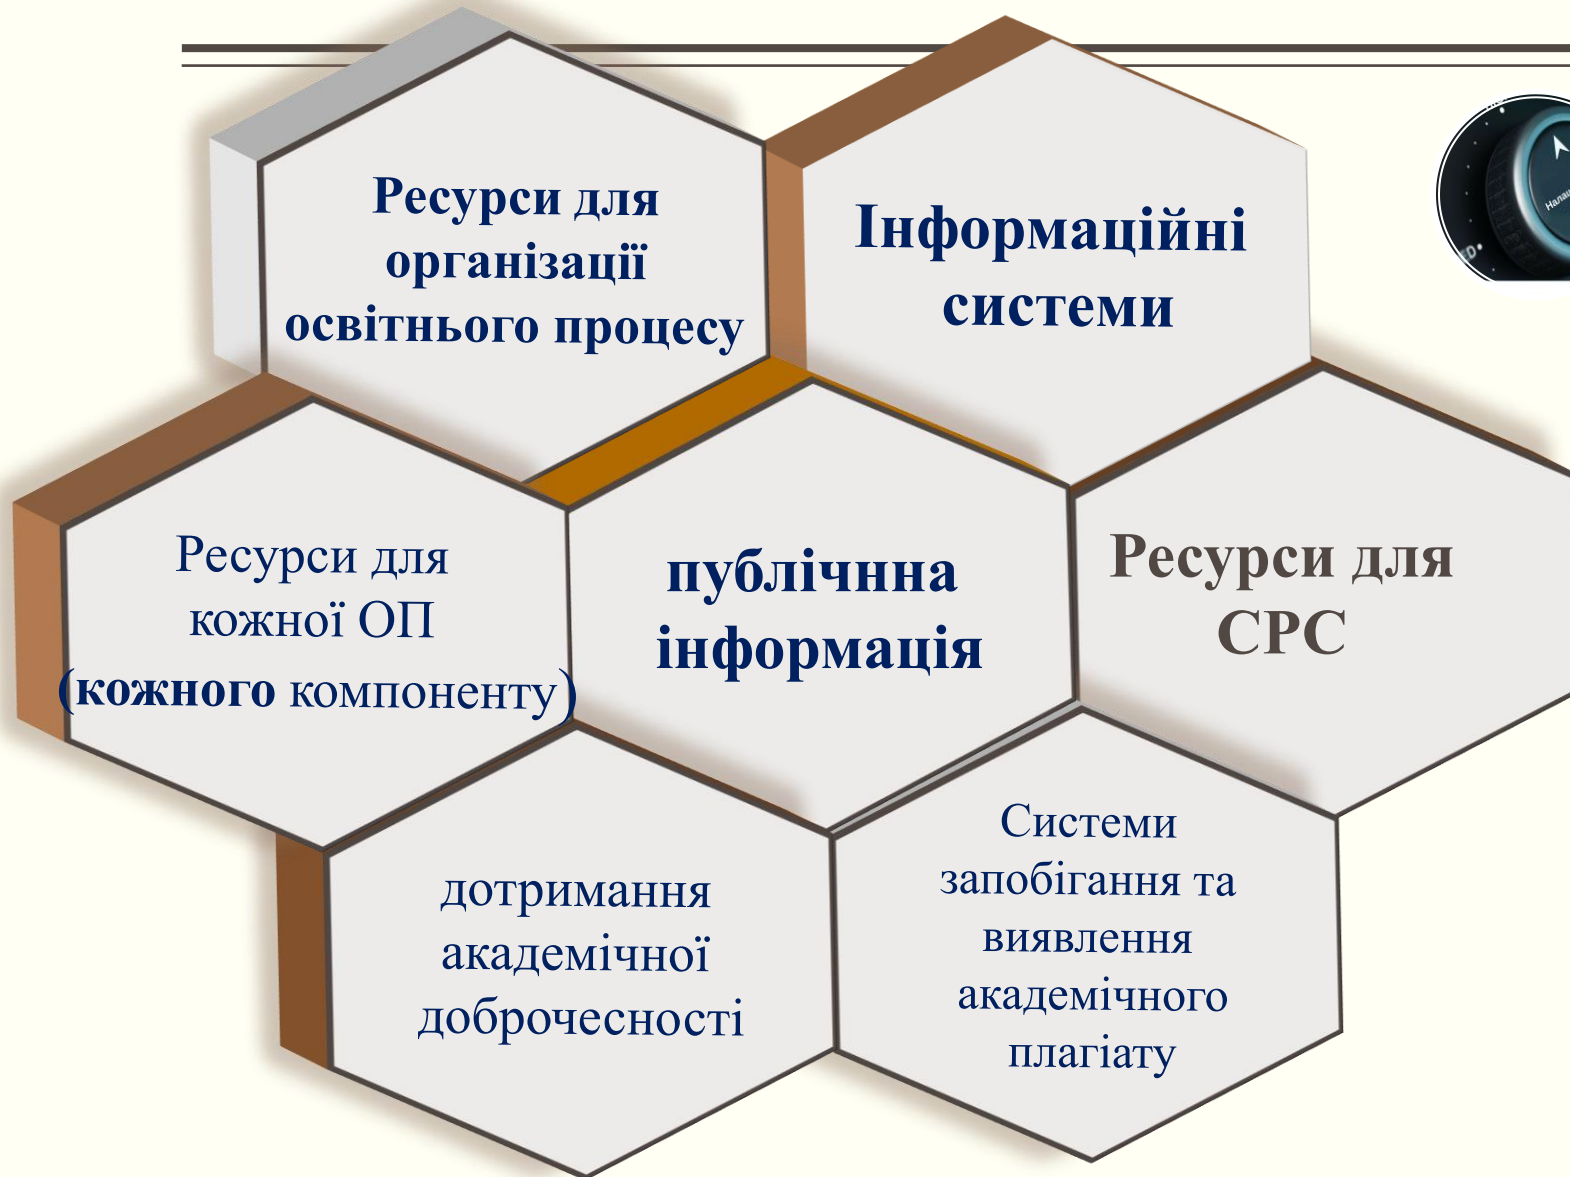 Ресурси для
організації
освітнього процесу
Інформаційні
системи
Ресурси для
кожної ОП
(кожного компоненту)
публічнна
інформація
Ресурси для
СРС
дотримання
академічної
доброчесності
Системи
запобігання та
виявлення
академічного
плагіату